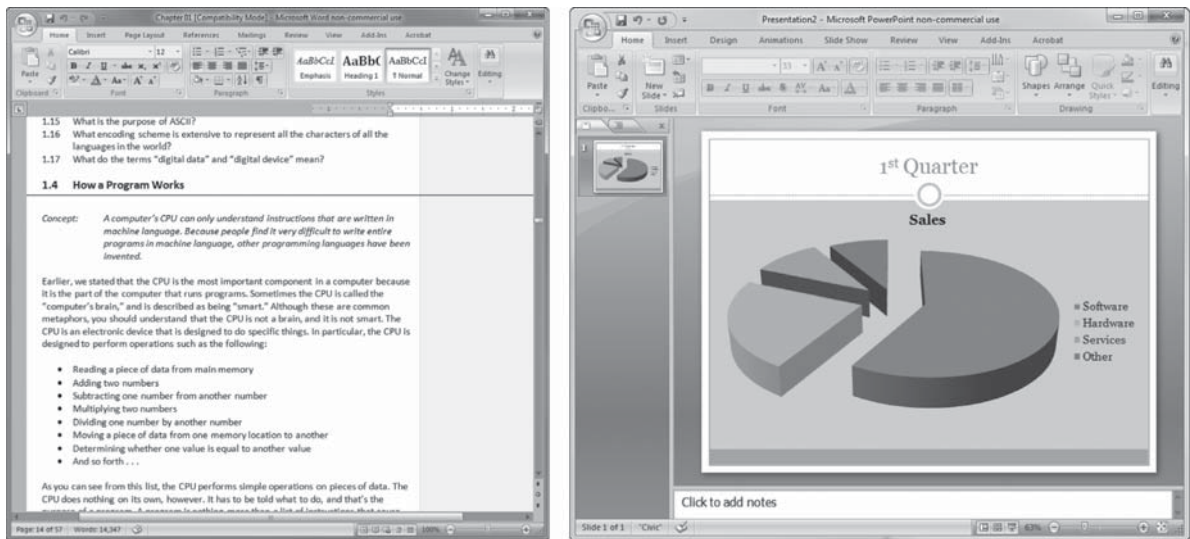 Chapter 01 [Compatibility Mode] - Microsoft Word non-commercial use
Home Insert Page Layout References Mailings Review View Add-Ins Acrobat
Calibri 12
Paste
B I U abe x, x² Aa A A
AaBbCcI AaBb( AaBbCcI
Emphasis Heading 1 ¶ Normal
Change Styles Editing
Clipboard Font Paragraph Styles
1.15 What is the purpose of ASCII?
1.16 What encoding scheme is extensive to represent all the characters of all the
languages in the world?
1.17 What do the terms “digital data” and “digital device” mean?
1.4 How a Program Works
Concept: A computer’s CPU can only understand instructions that are written in
machine language. Because people find it very difficult to write entire
programs in machine language, other programming languages have been
invented.
Earlier, we stated that the CPU is the most important component in a computer because
it is the part of the computer that runs programs. Sometimes the CPU is called the
“computer’s brain,” and is described as being “smart.” Although these are common
metaphors, you should understand that the CPU is not a brain, and it is not smart. The
CPU is an electronic device that is designed to do specific things. In particular, the CPU is
designed to perform operations such as the following:
• Reading a piece of data from main memory
• Adding two numbers
• Subtracting one number from another number
• Multiplying two numbers
• Dividing one number by another number
• Moving a piece of data from one memory location to another
• Determining whether one value is equal to another value
• And so forth . . .
As you can see from this list, the CPU performs simple operations on pieces of data. The
CPU does nothing on its own, however. It has to be told what to do, and that’s the
Page: 14 of 57 Words: 14,347 100%
Presentation2 - Microsoft PowerPoint non-commercial use
Home Insert Design Animations Slide Show Review View Add-Ins Acrobat
Paste New Slide
B I U abe S AV Aa A
Shapes Arrange Quick Styles Editing
Clipbo... Slides Font Paragraph Drawing
1
1st Quarter
Sales
Software
Hardware
Services
Other
Click to add notes
Slide 1 of 1 "Civic" 63%